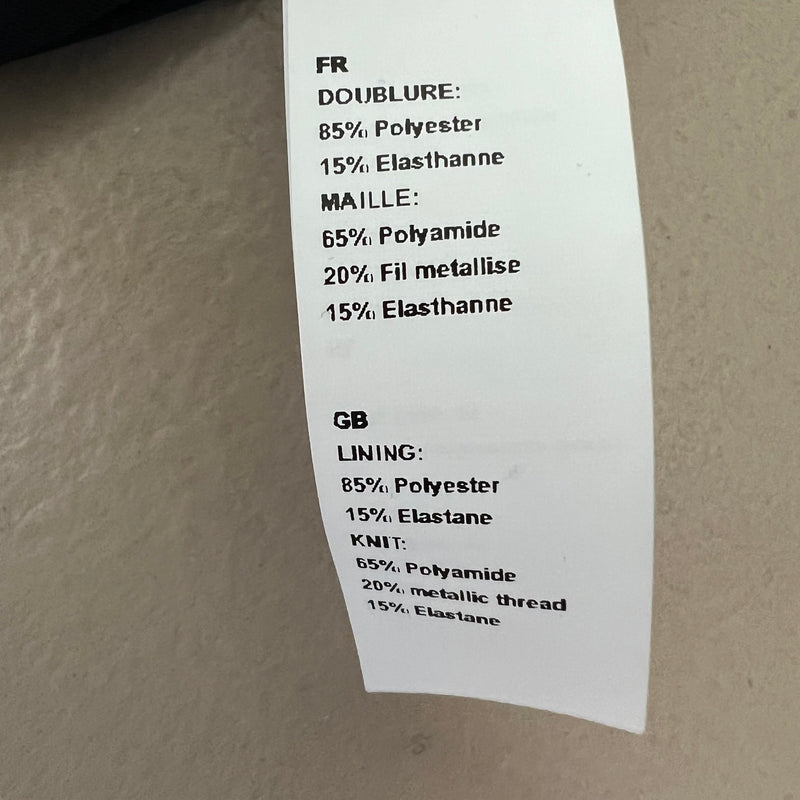 FR
DOUBLURE:
85% Polyester
15% Elasthanne
MAILLE:
65% Polyamide
20% Fil metallise
15% Elasthanne
GB
LINING:
85% Polyester
15% Elastane
KNIT:
65% Polyamide
20% metallic thread
15% Elastane